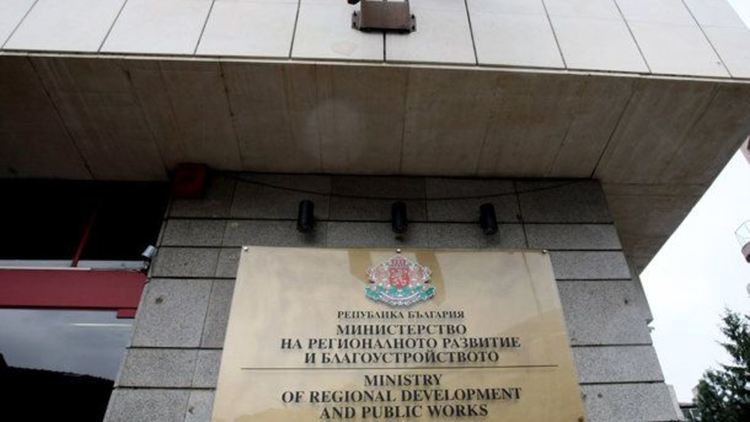 РЕПУБЛИКА БЪЛГАРИЯ
МИНИСТЕРСТВО
НА РЕГИОНАЛНОТО РАЗВИТИЕ
И БЛАГОУСТРОЙСТВОТО
MINISTRY
OF REGIONAL DEVELOPMENT
AND PUBLIC WORKS